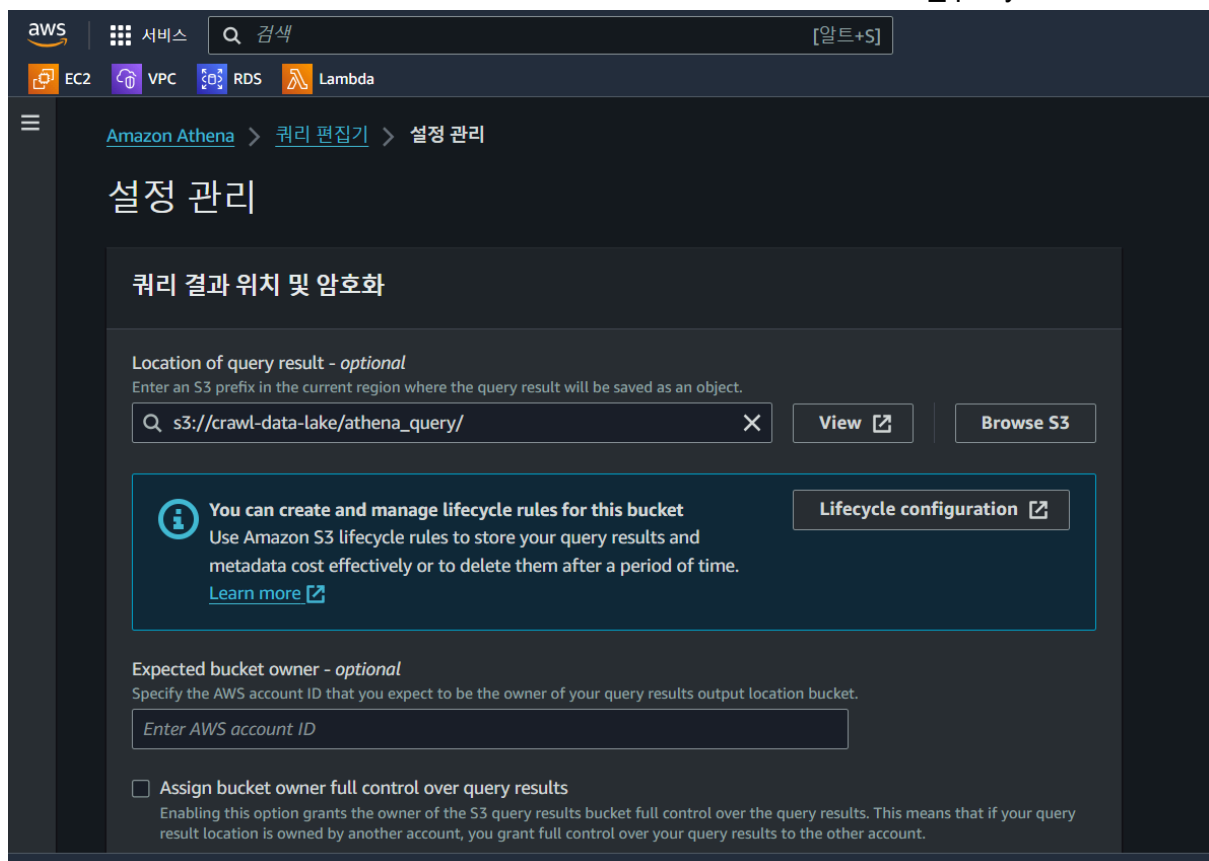 aws
서비스
검색
[알트+S]
EC2
VPC
RDS
Lambda
Amazon Athena > 쿼리 편집기 > 설정 관리
설정 관리
쿼리 결과 위치 및 암호화
Location of query result - optional
Enter an S3 prefix in the current region where the query result will be saved as an object.
s3://crawl-data-lake/athena_query/
View
Browse S3
You can create and manage lifecycle rules for this bucket
Lifecycle configuration
Use Amazon S3 lifecycle rules to store your query results and
metadata cost effectively or to delete them after a period of time.
Learn more
Expected bucket owner - optional
Specify the AWS account ID that you expect to be the owner of your query results output location bucket.
Enter AWS account ID
Assign bucket owner full control over query results
Enabling this option grants the owner of the S3 query results bucket full control over the query results. This means that if your query
result location is owned by another account, you grant full control over your query results to the other account.